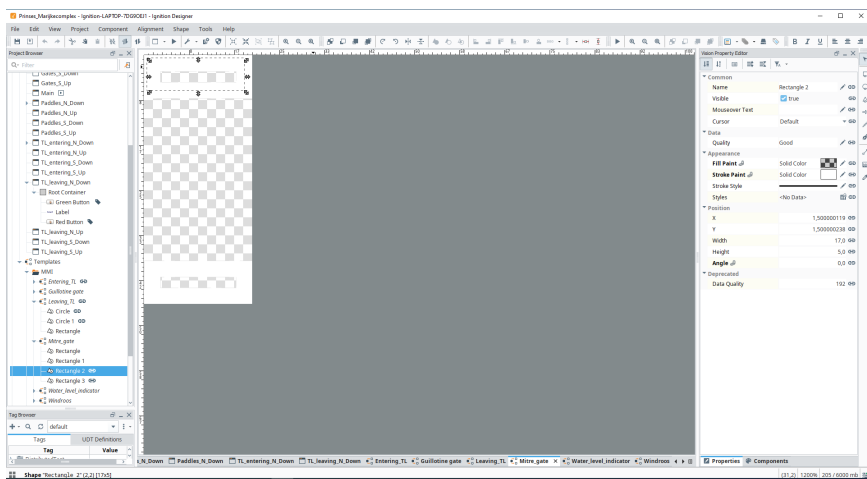 Prinses_Marijkecomplex - Ignition-LAPTOP-7DG9OEJ1 - Ignition Designer
File Edit View Project Component Alignment Shape Tools Help
Project Browser
Filter
Gates_S_Down
Gates_S_Up
Main
Paddles_N_Down
Paddles_N_Up
Paddles_S_Down
Paddles_S_Up
TL_entering_N_Down
TL_entering_N_Up
TL_entering_S_Down
TL_entering_S_Up
TL_leaving_N_Down
Root Container
Green Button
Label
Red Button
TL_leaving_N_Up
TL_leaving_S_Down
TL_leaving_S_Up
Templates
MMI
Entering_TL
Guillotine gate
Leaving_TL
Circle
Circle 1
Rectangle
Mitre_gate
Rectangle
Rectangle 1
Rectangle 2
Rectangle 3
Water_level_indicator
Windroos
Tag Browser
default
Tags UDT Definitions
Tag Value
s_N_Down Paddles_N_Down TL_entering_N_Down TL_leaving_N_Down Entering_TL Guillotine gate Leaving_TL Mitre_gate Water_level_indicator Windroos
Vision Property Editor
Common
Name Rectangle 2
Visible true
Mouseover Text
Cursor Default
Data
Quality Good
Appearance
Fill Paint Solid Color
Stroke Paint Solid Color
Stroke Style
Styles <No Data>
Position
X 1,500000119
Y 1,500000238
Width 17,0
Height 5,0
Angle 0,0
Deprecated
Data Quality 192
Properties Components
Shape "Rectangle 2" (2,2) [17x5]
(31,2) 1200% 205 / 6000 mb